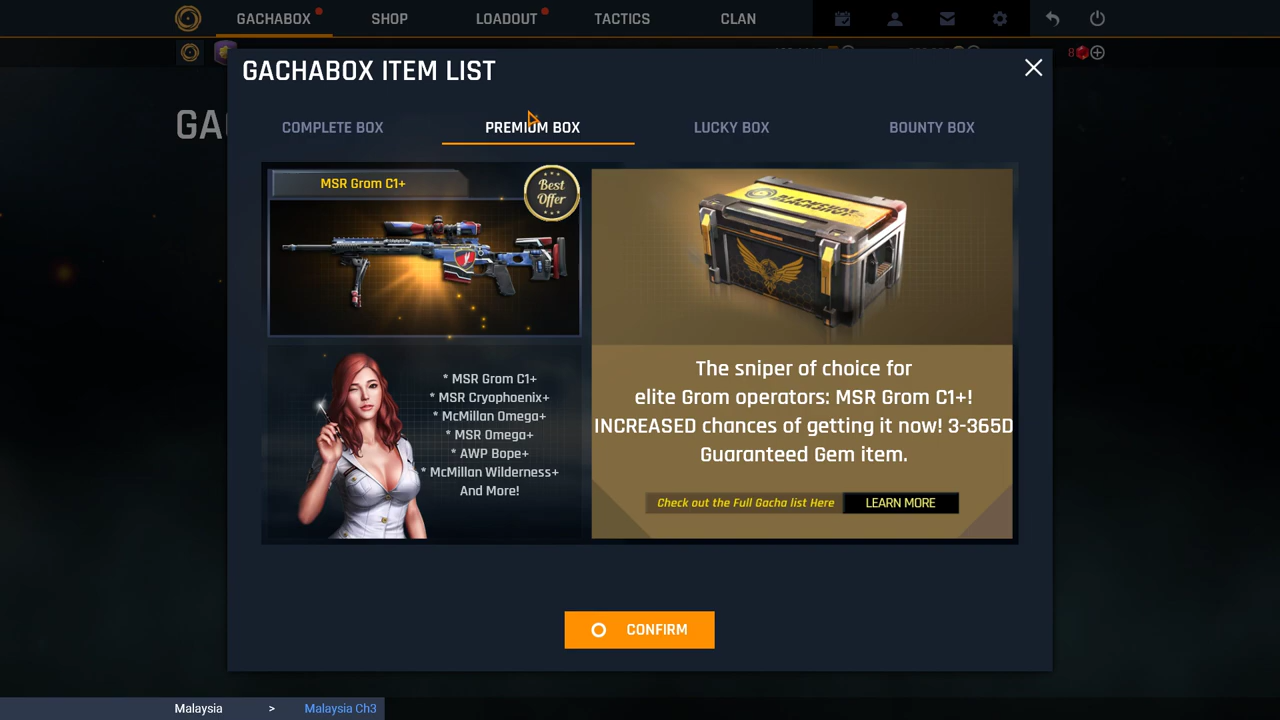 GACHABOX
SHOP
LOADOUT
TACTICS
CLAN
8
GACHABOX ITEM LIST
GA
COMPLETE BOX
PREMIUM BOX
LUCKY BOX
BOUNTY BOX
MSR Grom C1+
Best
Offer
* MSR Grom C1+
* MSR Cryophoenix+
* McMillan Omega+
* MSR Omega+
* AWP Bope+
* McMillan Wilderness+
And More!
The sniper of choice for
elite Grom operators: MSR Grom C1+!
INCREASED chances of getting it now! 3-365D
Guaranteed Gem item.
Check out the Full Gacha list Here
LEARN MORE
CONFIRM
Malaysia > Malaysia Ch3